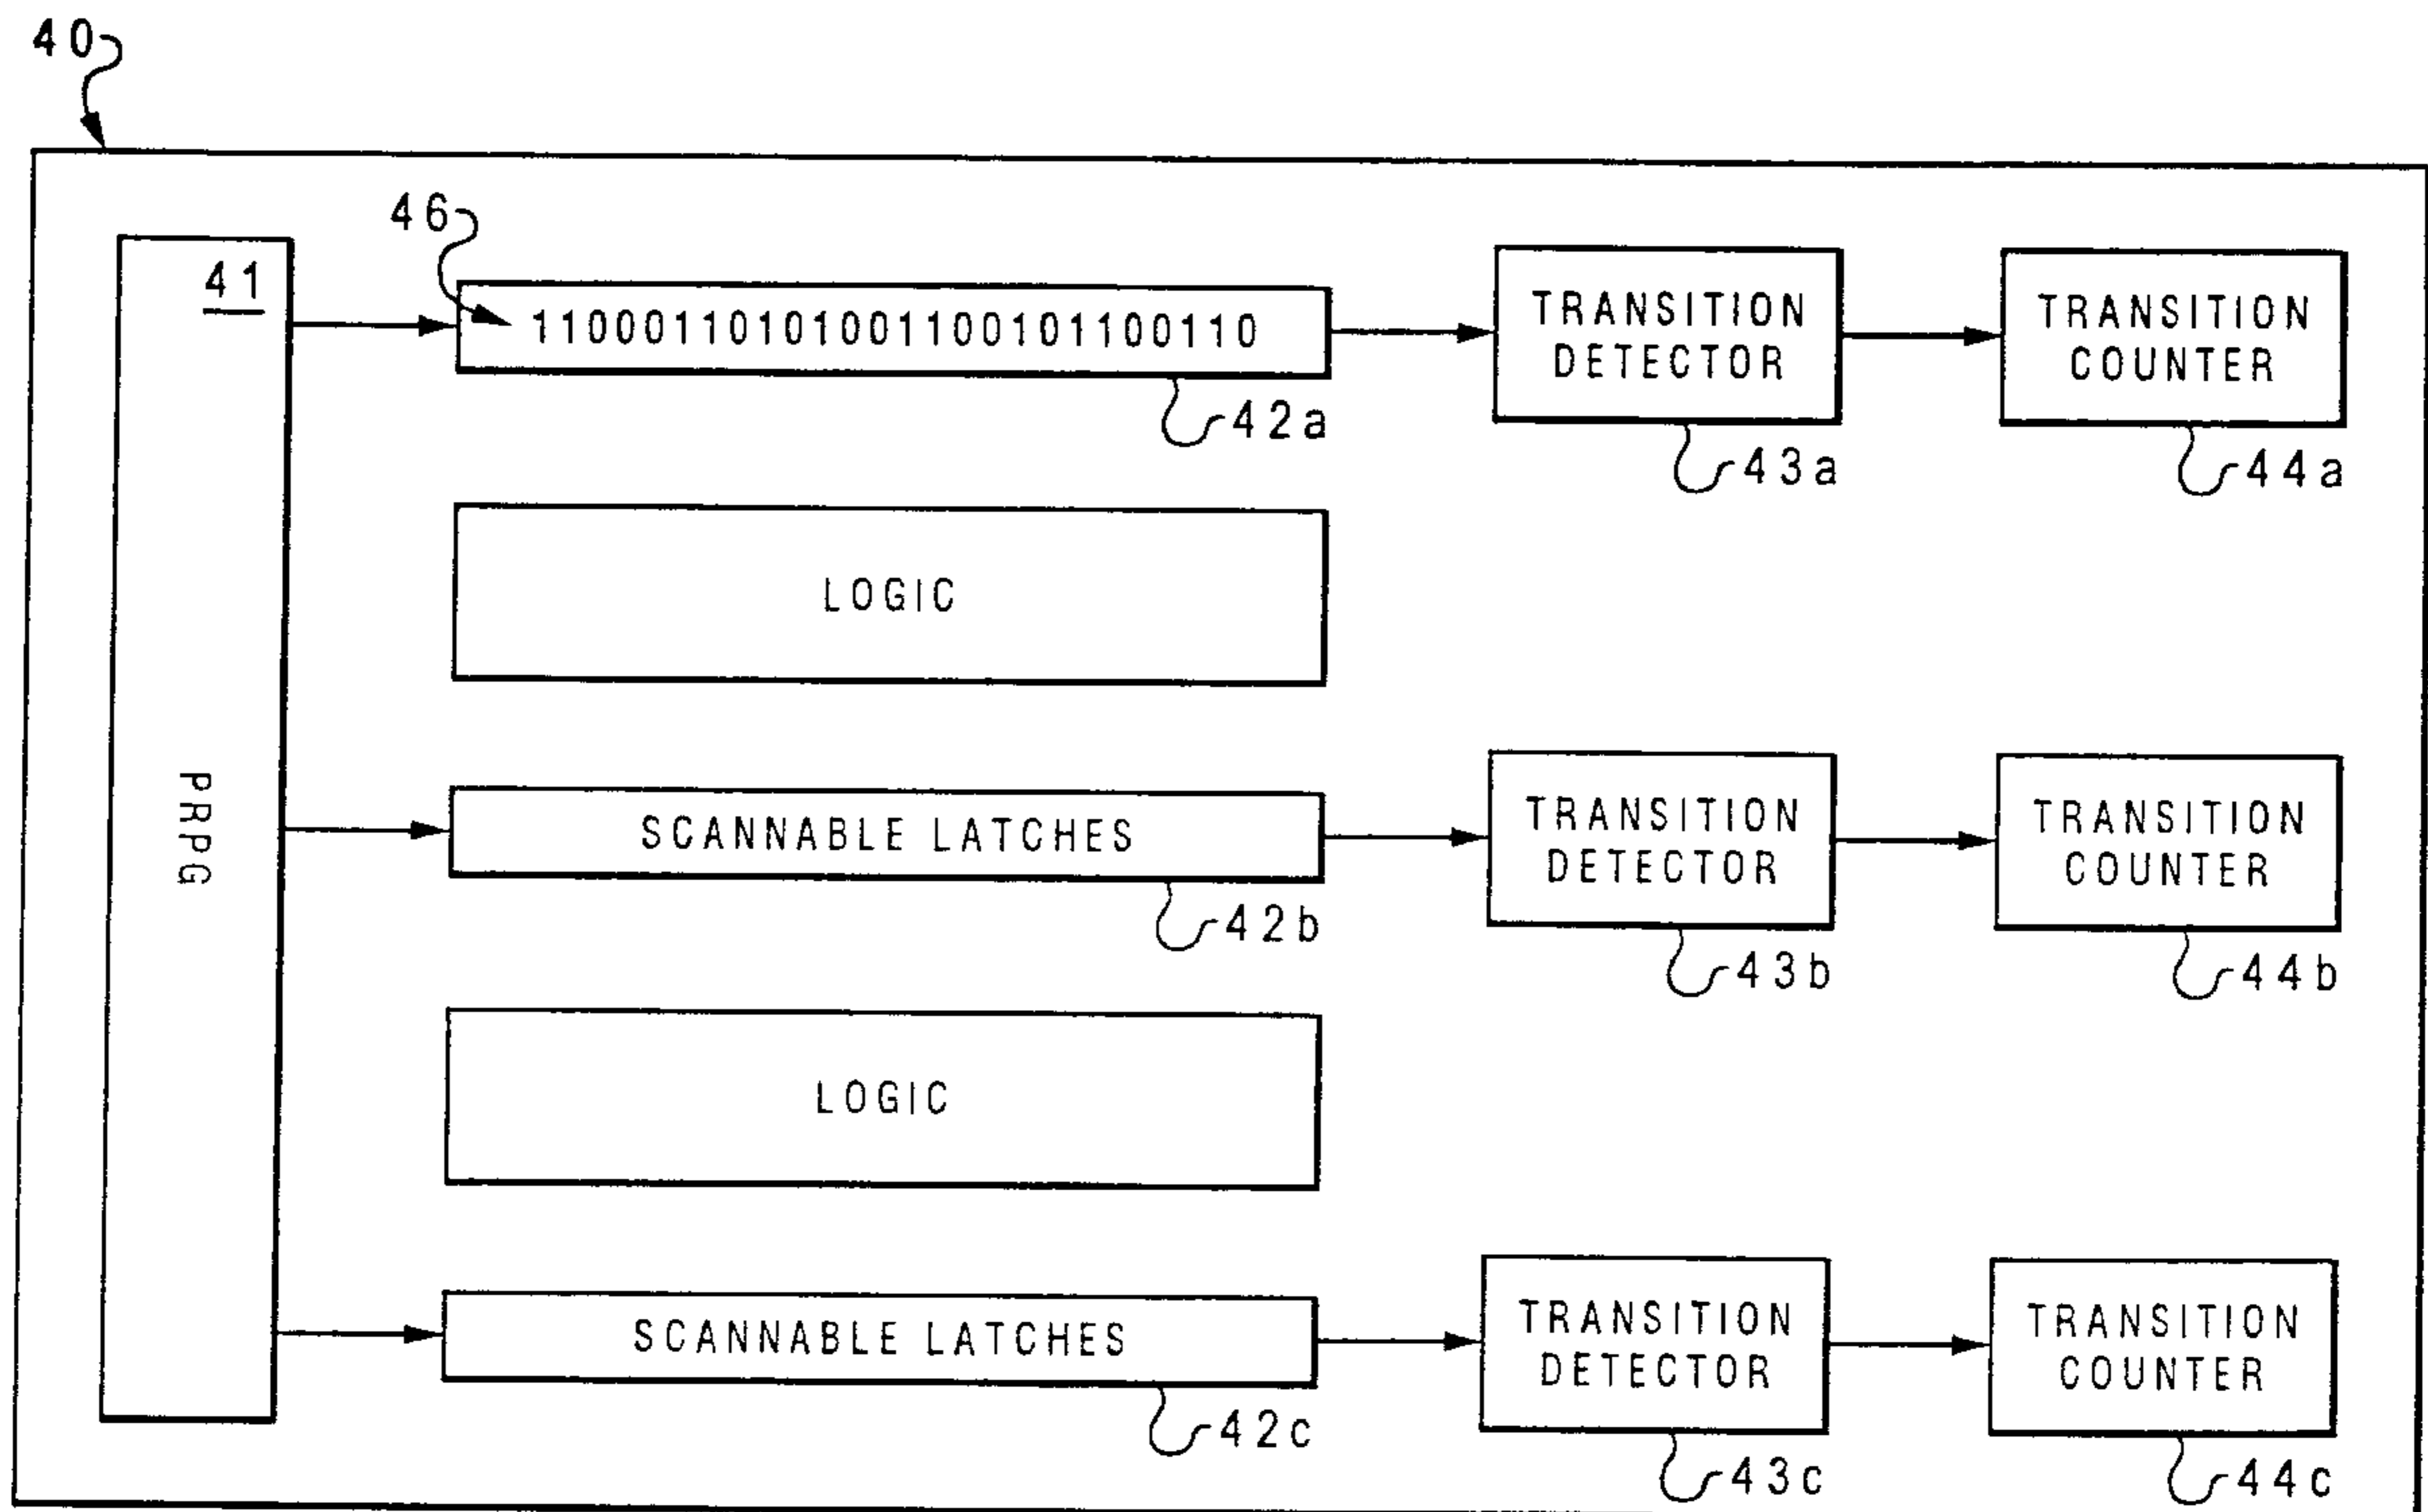 40
46
41
11000110101001100101100110
TRANSITION
DETECTOR
TRANSITION
COUNTER
42a
43a
44a
LOGIC
PRPG
SCANNABLE LATCHES
TRANSITION
DETECTOR
TRANSITION
COUNTER
42b
43b
44b
LOGIC
SCANNABLE LATCHES
TRANSITION
DETECTOR
TRANSITION
COUNTER
42c
43c
44c